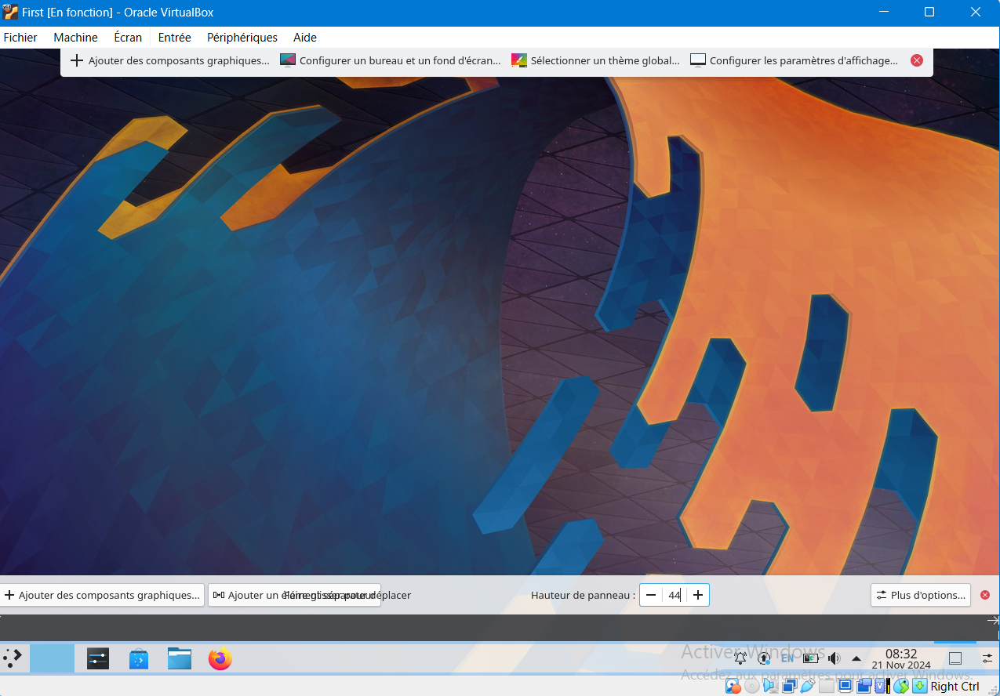 First [En fonction] - Oracle VirtualBox
Fichier Machine Écran Entrée Périphériques Aide
Ajouter des composants graphiques... Configurer un bureau et un fond d'écran... Sélectionner un thème global... Configurer les paramètres d'affichage...
Ajouter des composants graphiques... Ajouter un élément séparateur Faire glisser pour déplacer Hauteur de panneau : 44 Plus d'options...
Activer Windows
EN 08:32
21 Nov 2024
Accédez aux paramètres pour activer Windows.
Right Ctrl